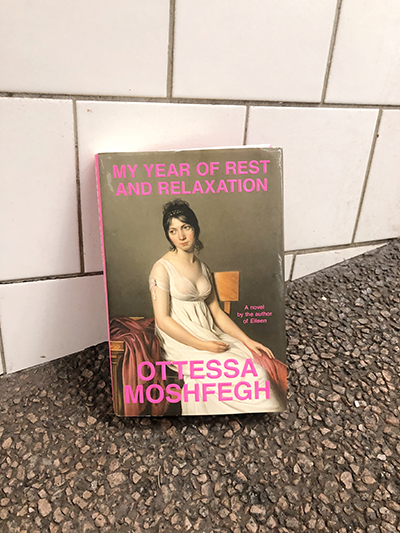 MY YEAR OF REST
AND RELAXATION
A novel
by the author
of Eileen
OTTESSA
MOSHFEGH